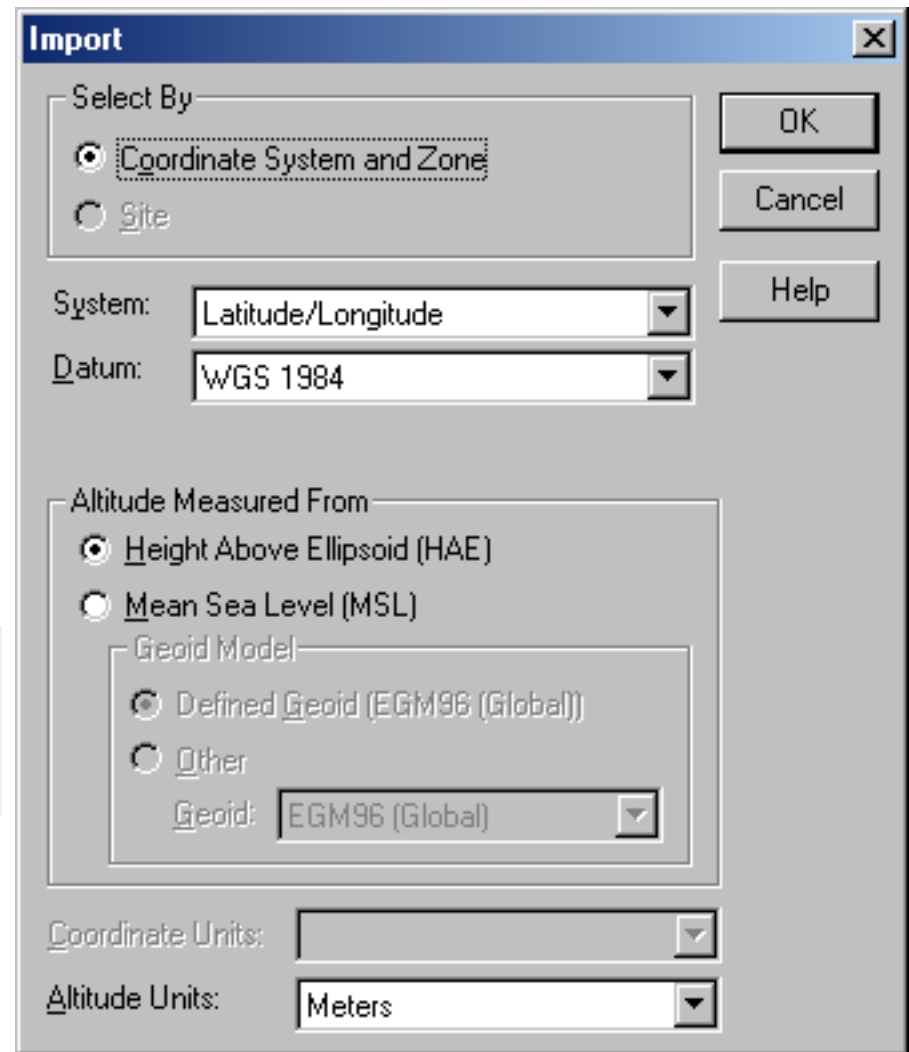 Import
Select By
OK
Coordinate System and Zone
Cancel
Site
Help
System: Latitude/Longitude
Datum: WGS 1984
Altitude Measured From
Height Above Ellipsoid (HAE)
Mean Sea Level (MSL)
Geoid Model
Defined Geoid (EGM96 (Global))
Other
Geoid: EGM96 (Global)
Coordinate Units:
Altitude Units: Meters